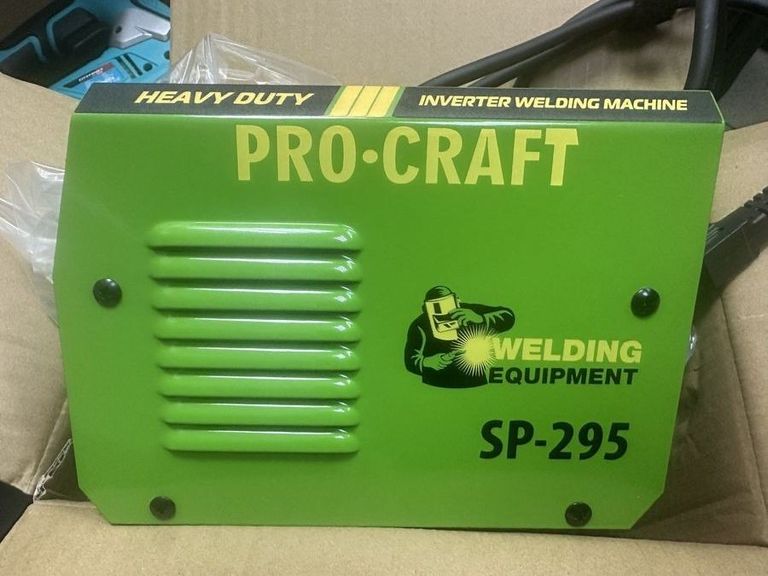 HEAVY DUTY
INVERTER WELDING MACHINE
PRO·CRAFT
WELDING
EQUIPMENT
SP-295